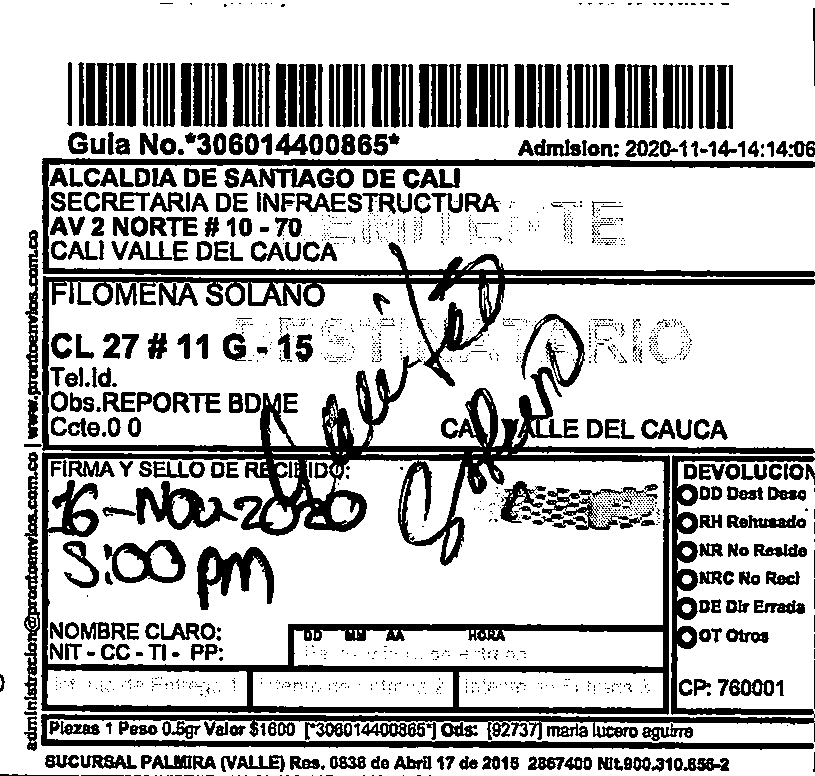 Guia No.*306014400865*
Admision: 2020-11-14-14:14:06
ALCALDIA DE SANTIAGO DE CALI
SECRETARIA DE INFRAESTRUCTURA
AV 2 NORTE # 10 - 70
CALI VALLE DEL CAUCA
FILOMENA SOLANO
DESTINATARIO
CL 27 # 11 G - 15
Tel.Id.
Obs.REPORTE BDME
Ccte.0 0
CALI VALLE DEL CAUCA
www.prontoenvios.com.co
administracion@prontoenvios.com.co
FIRMA Y SELLO DE RECIBIDO:
Solano
16-NOV-2020
3:00 pm
NOMBRE CLARO:
NIT - CC - TI - PP:
DD MM AA HORA
DEVOLUCION
DD Dest Desc
RH Rehusado
NR No Reside
NRC No Recl
DE Dir Errada
OT Otros
CP: 760001
Piezas 1 Peso 0.5gr Valor $1600 [*306014400865*] Ods: [92737] maria lucero aguirre
SUCURSAL PALMIRA (VALLE) Res. 0838 de Abril 17 de 2015 2867400 Nit.900.310.856-2